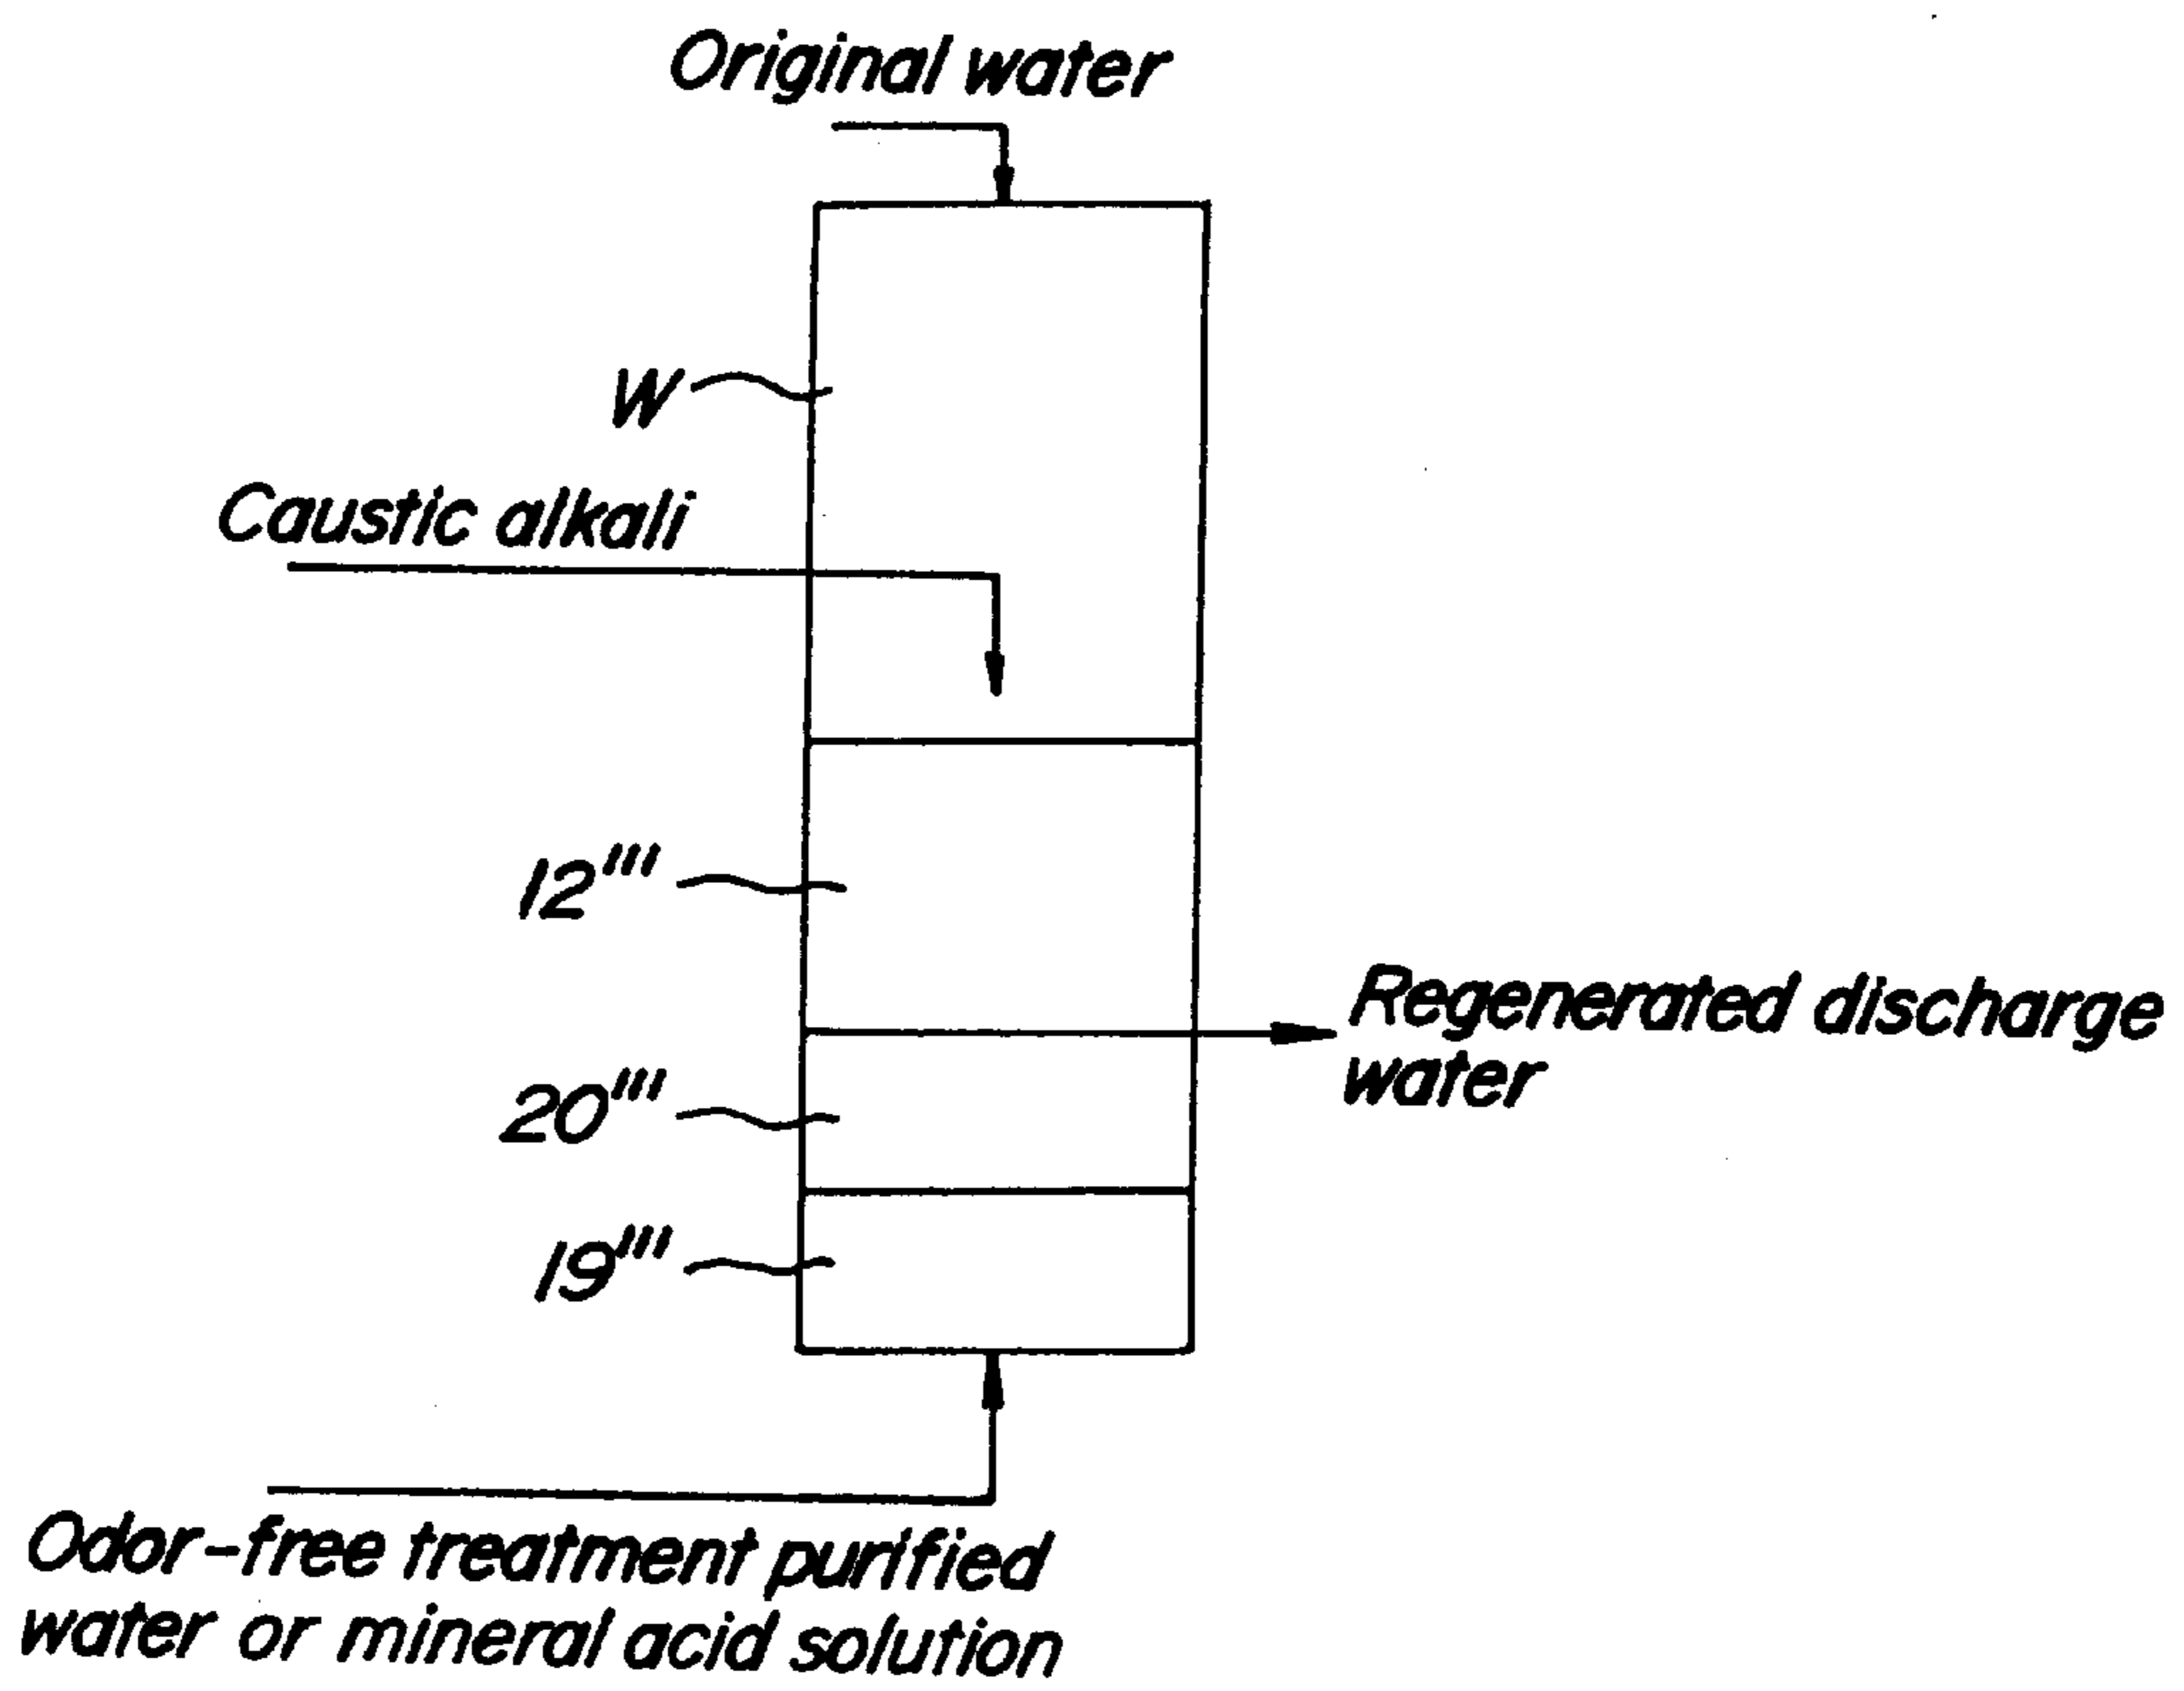 Original water
W
Caustic alkali
12'''
Regenerated discharge
water
20'''
19'''
Odor-free treatment purified
water or mineral acid solution